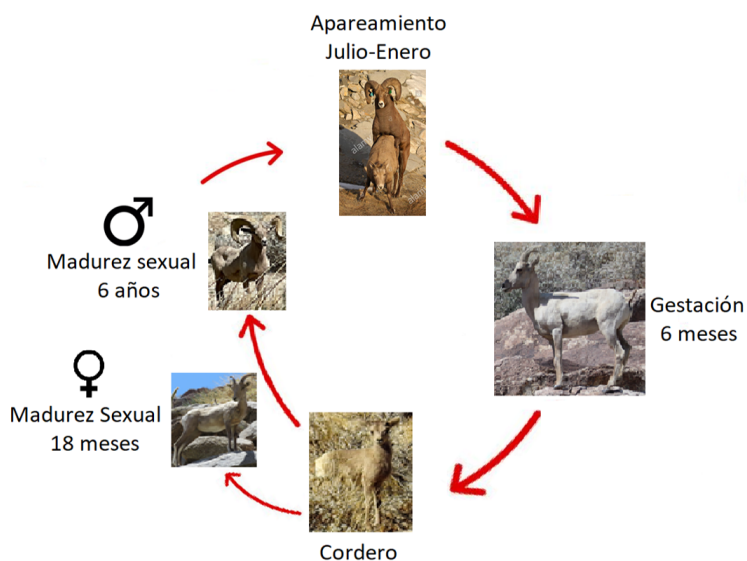 Apareamiento
Julio-Enero
Gestación
6 meses
Cordero
Madurez Sexual
18 meses
Madurez sexual
6 años